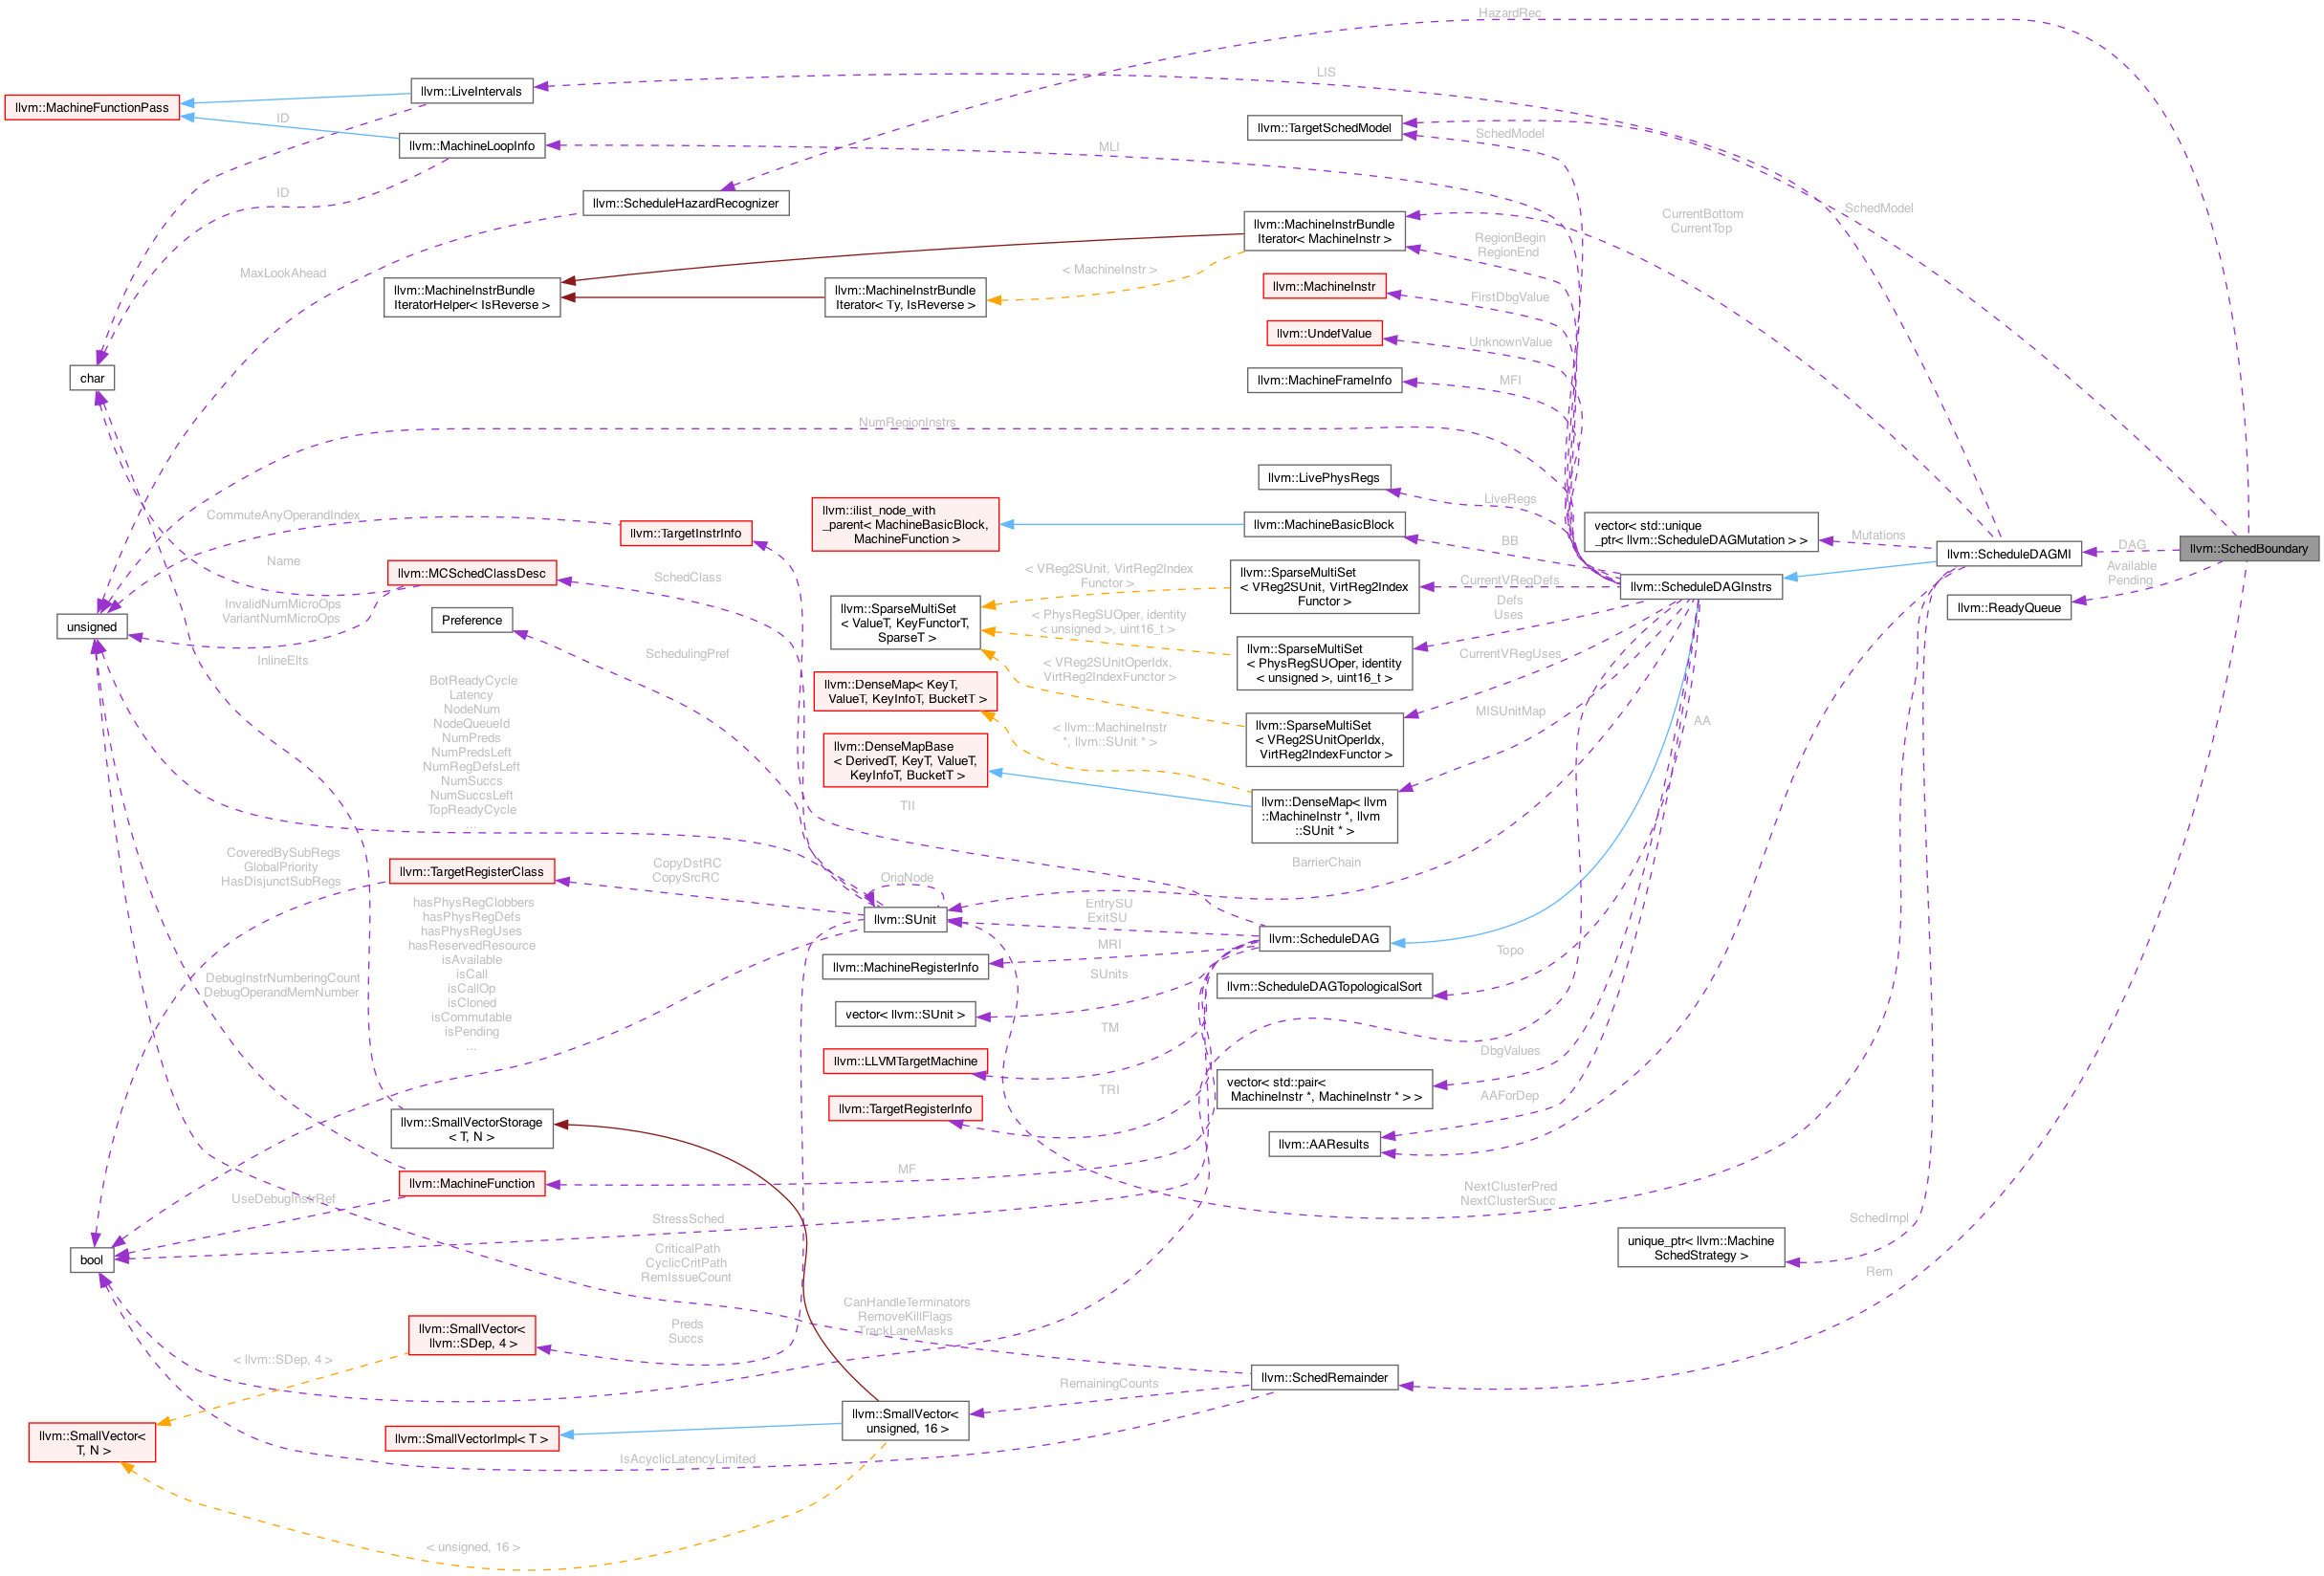 HazardRec
LIS
llvm::LiveIntervals
llvm::MachineFunctionPass
ID
llvm::MachineLoopInfo
MLI
llvm::TargetSchedModel
SchedModel
ID
llvm::ScheduleHazardRecognizer
SchedModel
CurrentBottom
CurrentTop
llvm::MachineInstrBundle
Iterator< MachineInstr >
RegionBegin
RegionEnd
MaxLookAhead
< MachineInstr >
llvm::MachineInstrBundle
IteratorHelper< IsReverse >
llvm::MachineInstrBundle
Iterator< Ty, IsReverse >
llvm::MachineInstr
FirstDbgValue
llvm::UndefValue
UnknownValue
char
llvm::MachineFrameInfo
MFI
NumRegionInstrs
llvm::LivePhysRegs
LiveRegs
CommuteAnyOperandIndex
llvm::TargetInstrInfo
llvm::ilist_node_with
_parent< MachineBasicBlock,
MachineFunction >
llvm::MachineBasicBlock
BB
vector< std::unique
_ptr< llvm::ScheduleDAGMutation > >
Mutations
llvm::ScheduleDAGMI
DAG
llvm::SchedBoundary
Available
Pending
llvm::ReadyQueue
Name
llvm::MCSchedClassDesc
SchedClass
< VReg2SUnit, VirtReg2Index
Functor >
llvm::SparseMultiSet
< VReg2SUnit, VirtReg2Index
Functor >
CurrentVRegDefs
llvm::ScheduleDAGInstrs
InvalidNumMicroOps
VariantNumMicroOps
unsigned
Preference
llvm::SparseMultiSet
< ValueT, KeyFunctorT,
SparseT >
< PhysRegSUOper, identity
< unsigned >, uint16_t >
Defs
Uses
InlineElts
SchedulingPref
< VReg2SUnitOperIdx,
VirtReg2IndexFunctor >
llvm::SparseMultiSet
< PhysRegSUOper, identity
< unsigned >, uint16_t >
CurrentVRegUses
BotReadyCycle
Latency
NodeNum
NodeQueueId
NumPreds
NumPredsLeft
NumRegDefsLeft
NumSuccs
NumSuccsLeft
TopReadyCycle
...
llvm::DenseMap< KeyT,
ValueT, KeyInfoT, BucketT >
< llvm::MachineInstr
*, llvm::SUnit * >
llvm::SparseMultiSet
< VReg2SUnitOperIdx,
VirtReg2IndexFunctor >
MISUnitMap
AA
llvm::DenseMapBase
< DerivedT, KeyT, ValueT,
KeyInfoT, BucketT >
llvm::DenseMap< llvm
::MachineInstr *, llvm
::SUnit * >
TII
CoveredBySubRegs
GlobalPriority
HasDisjunctSubRegs
llvm::TargetRegisterClass
CopyDstRC
CopySrcRC
OrigNode
BarrierChain
llvm::SUnit
EntrySU
ExitSU
llvm::ScheduleDAG
hasPhysRegClobbers
hasPhysRegDefs
hasPhysRegUses
hasReservedResource
isAvailable
isCall
isCallOp
isCloned
isCommutable
isPending
...
MRI
llvm::MachineRegisterInfo
SUnits
Topo
llvm::ScheduleDAGTopologicalSort
DebugInstrNumberingCount
DebugOperandMemNumber
vector< llvm::SUnit >
TM
llvm::LLVMTargetMachine
DbgValues
TRI
vector< std::pair<
MachineInstr *, MachineInstr * > >
AAForDep
llvm::TargetRegisterInfo
llvm::SmallVectorStorage
< T, N >
llvm::AAResults
MF
llvm::MachineFunction
UseDebugInstrRef
NextClusterPred
NextClusterSucc
StressSched
SchedImpl
bool
CriticalPath
CyclicCritPath
RemIssueCount
unique_ptr< llvm::Machine
SchedStrategy >
Rem
CanHandleTerminators
RemoveKillFlags
TrackLaneMasks
llvm::SmallVector<
llvm::SDep, 4 >
Preds
Succs
< llvm::SDep, 4 >
RemainingCounts
llvm::SchedRemainder
llvm::SmallVector<
T, N >
llvm::SmallVectorImpl< T >
llvm::SmallVector<
unsigned, 16 >
IsAcyclicLatencyLimited
< unsigned, 16 >